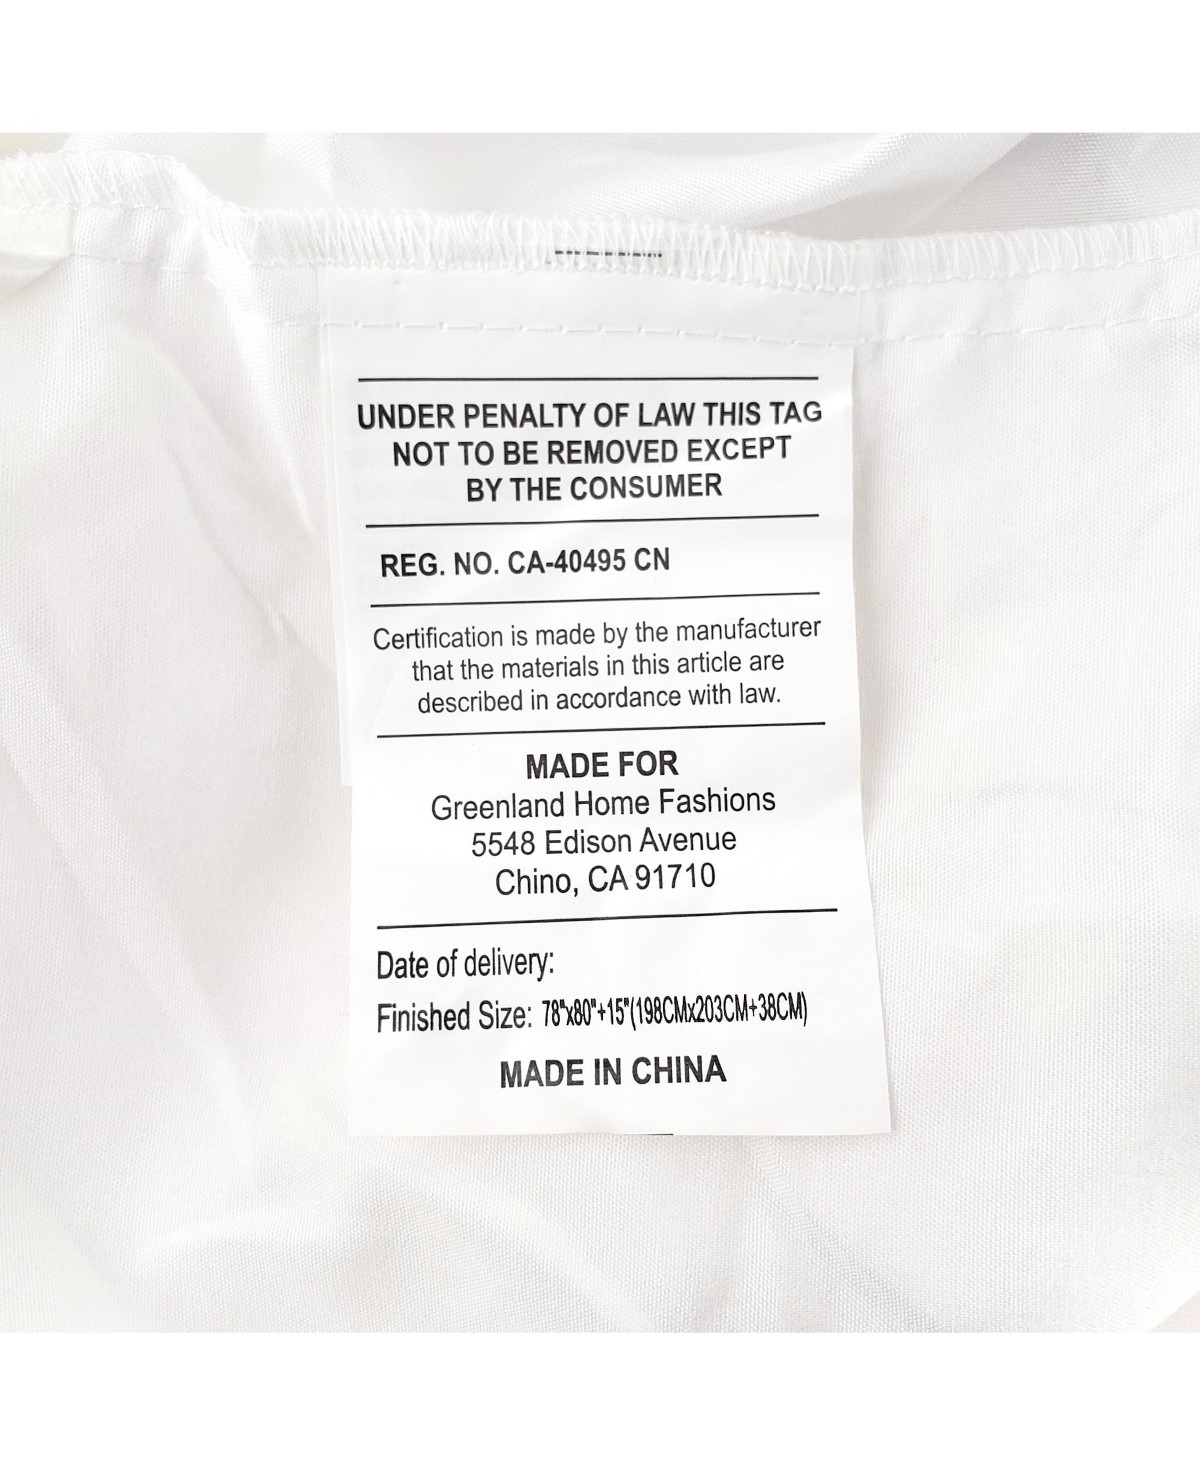 UNDER PENALTY OF LAW THIS TAG
NOT TO BE REMOVED EXCEPT
BY THE CONSUMER
REG. NO. CA-40495 CN
Certification is made by the manufacturer
that the materials in this article are
described in accordance with law.
MADE FOR
Greenland Home Fashions
5548 Edison Avenue
Chino, CA 91710
Date of delivery:
Finished Size: 78"x80"+15"(198CMx203CM+38CM)
MADE IN CHINA